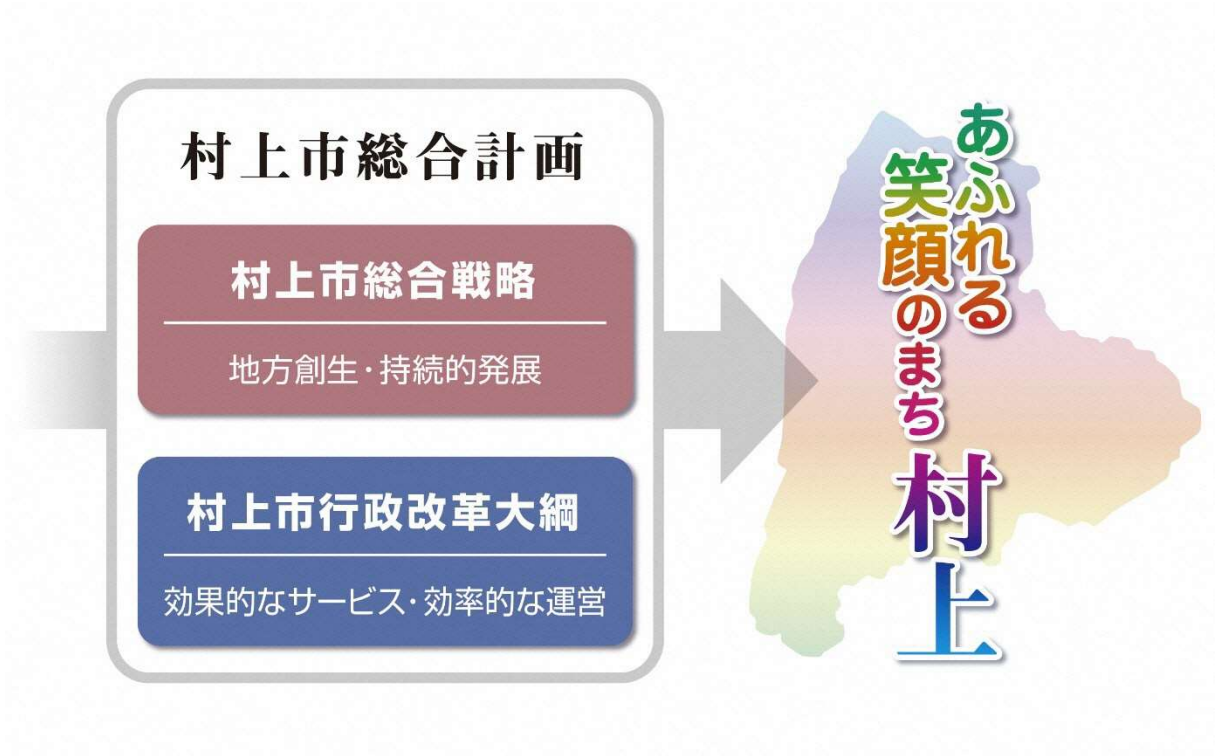 村上市総合計画
村上市総合戦略
地方創生・持続的発展
村上市行政改革大綱
効果的なサービス・効率的な運営
あふれる
笑顔のまち村上